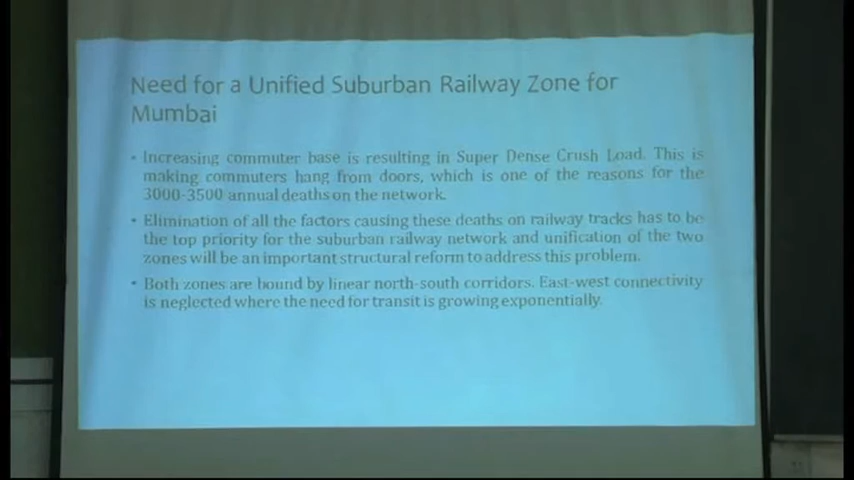 Need for a Unified Suburban Railway Zone for
Mumbai
• Increasing commuter base is resulting in Super Dense Crush Load. This is
making commuters hang from doors, which is one of the reasons for the
3000-3500 annual deaths on the network.
• Elimination of all the factors causing these deaths on railway tracks has to be
the top priority for the suburban railway network and unification of the two
zones will be an important structural reform to address this problem.
• Both zones are bound by linear north-south corridors. East-west connectivity
is neglected where the need for transit is growing exponentially.